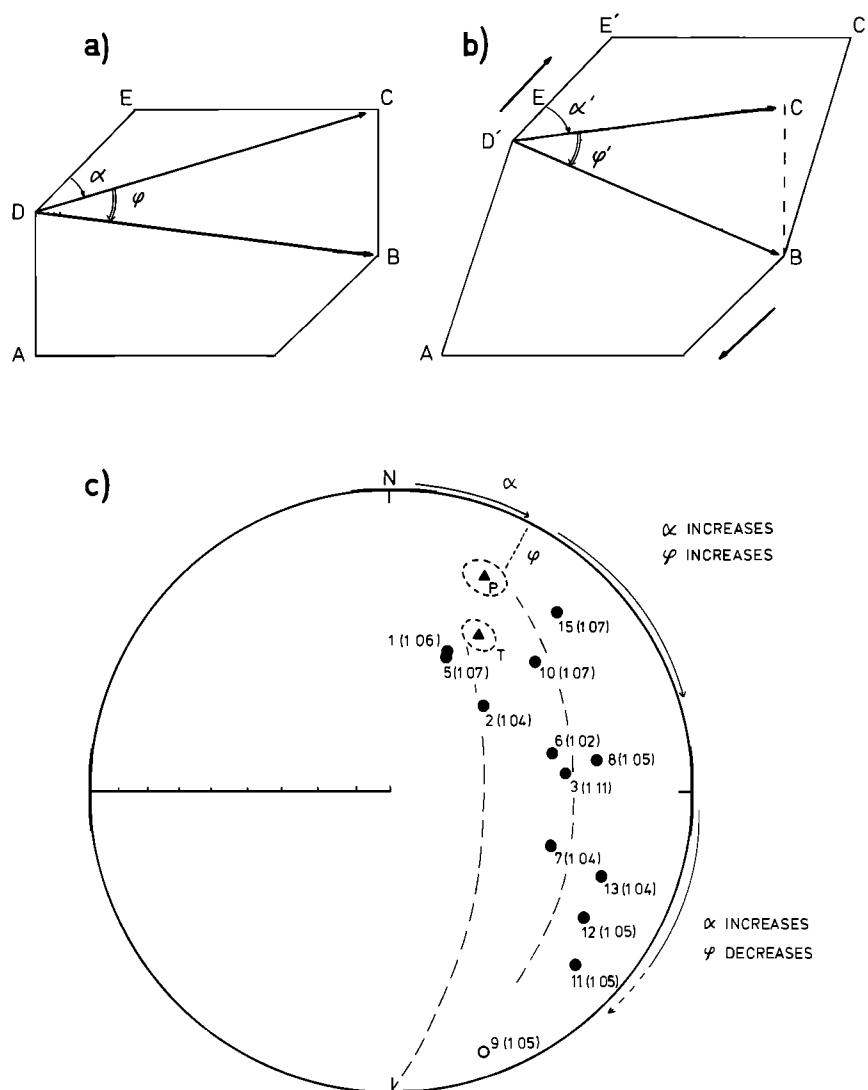 a)
E
C
α
D
φ
B
A
b)
E'
C
E
α'
C
D'
φ'
B
A
c)
N
α
α INCREASES
φ INCREASES
φ
P
15 (1 07)
T
1 (1 06)
5 (1 07)
10 (1 07)
2 (1 04)
6 (1 02)
8 (1 05)
3 (1 11)
7 (1 04)
13 (1 04)
12 (1 05)
α INCREASES
φ DECREASES
11 (1 05)
9 (1 05)